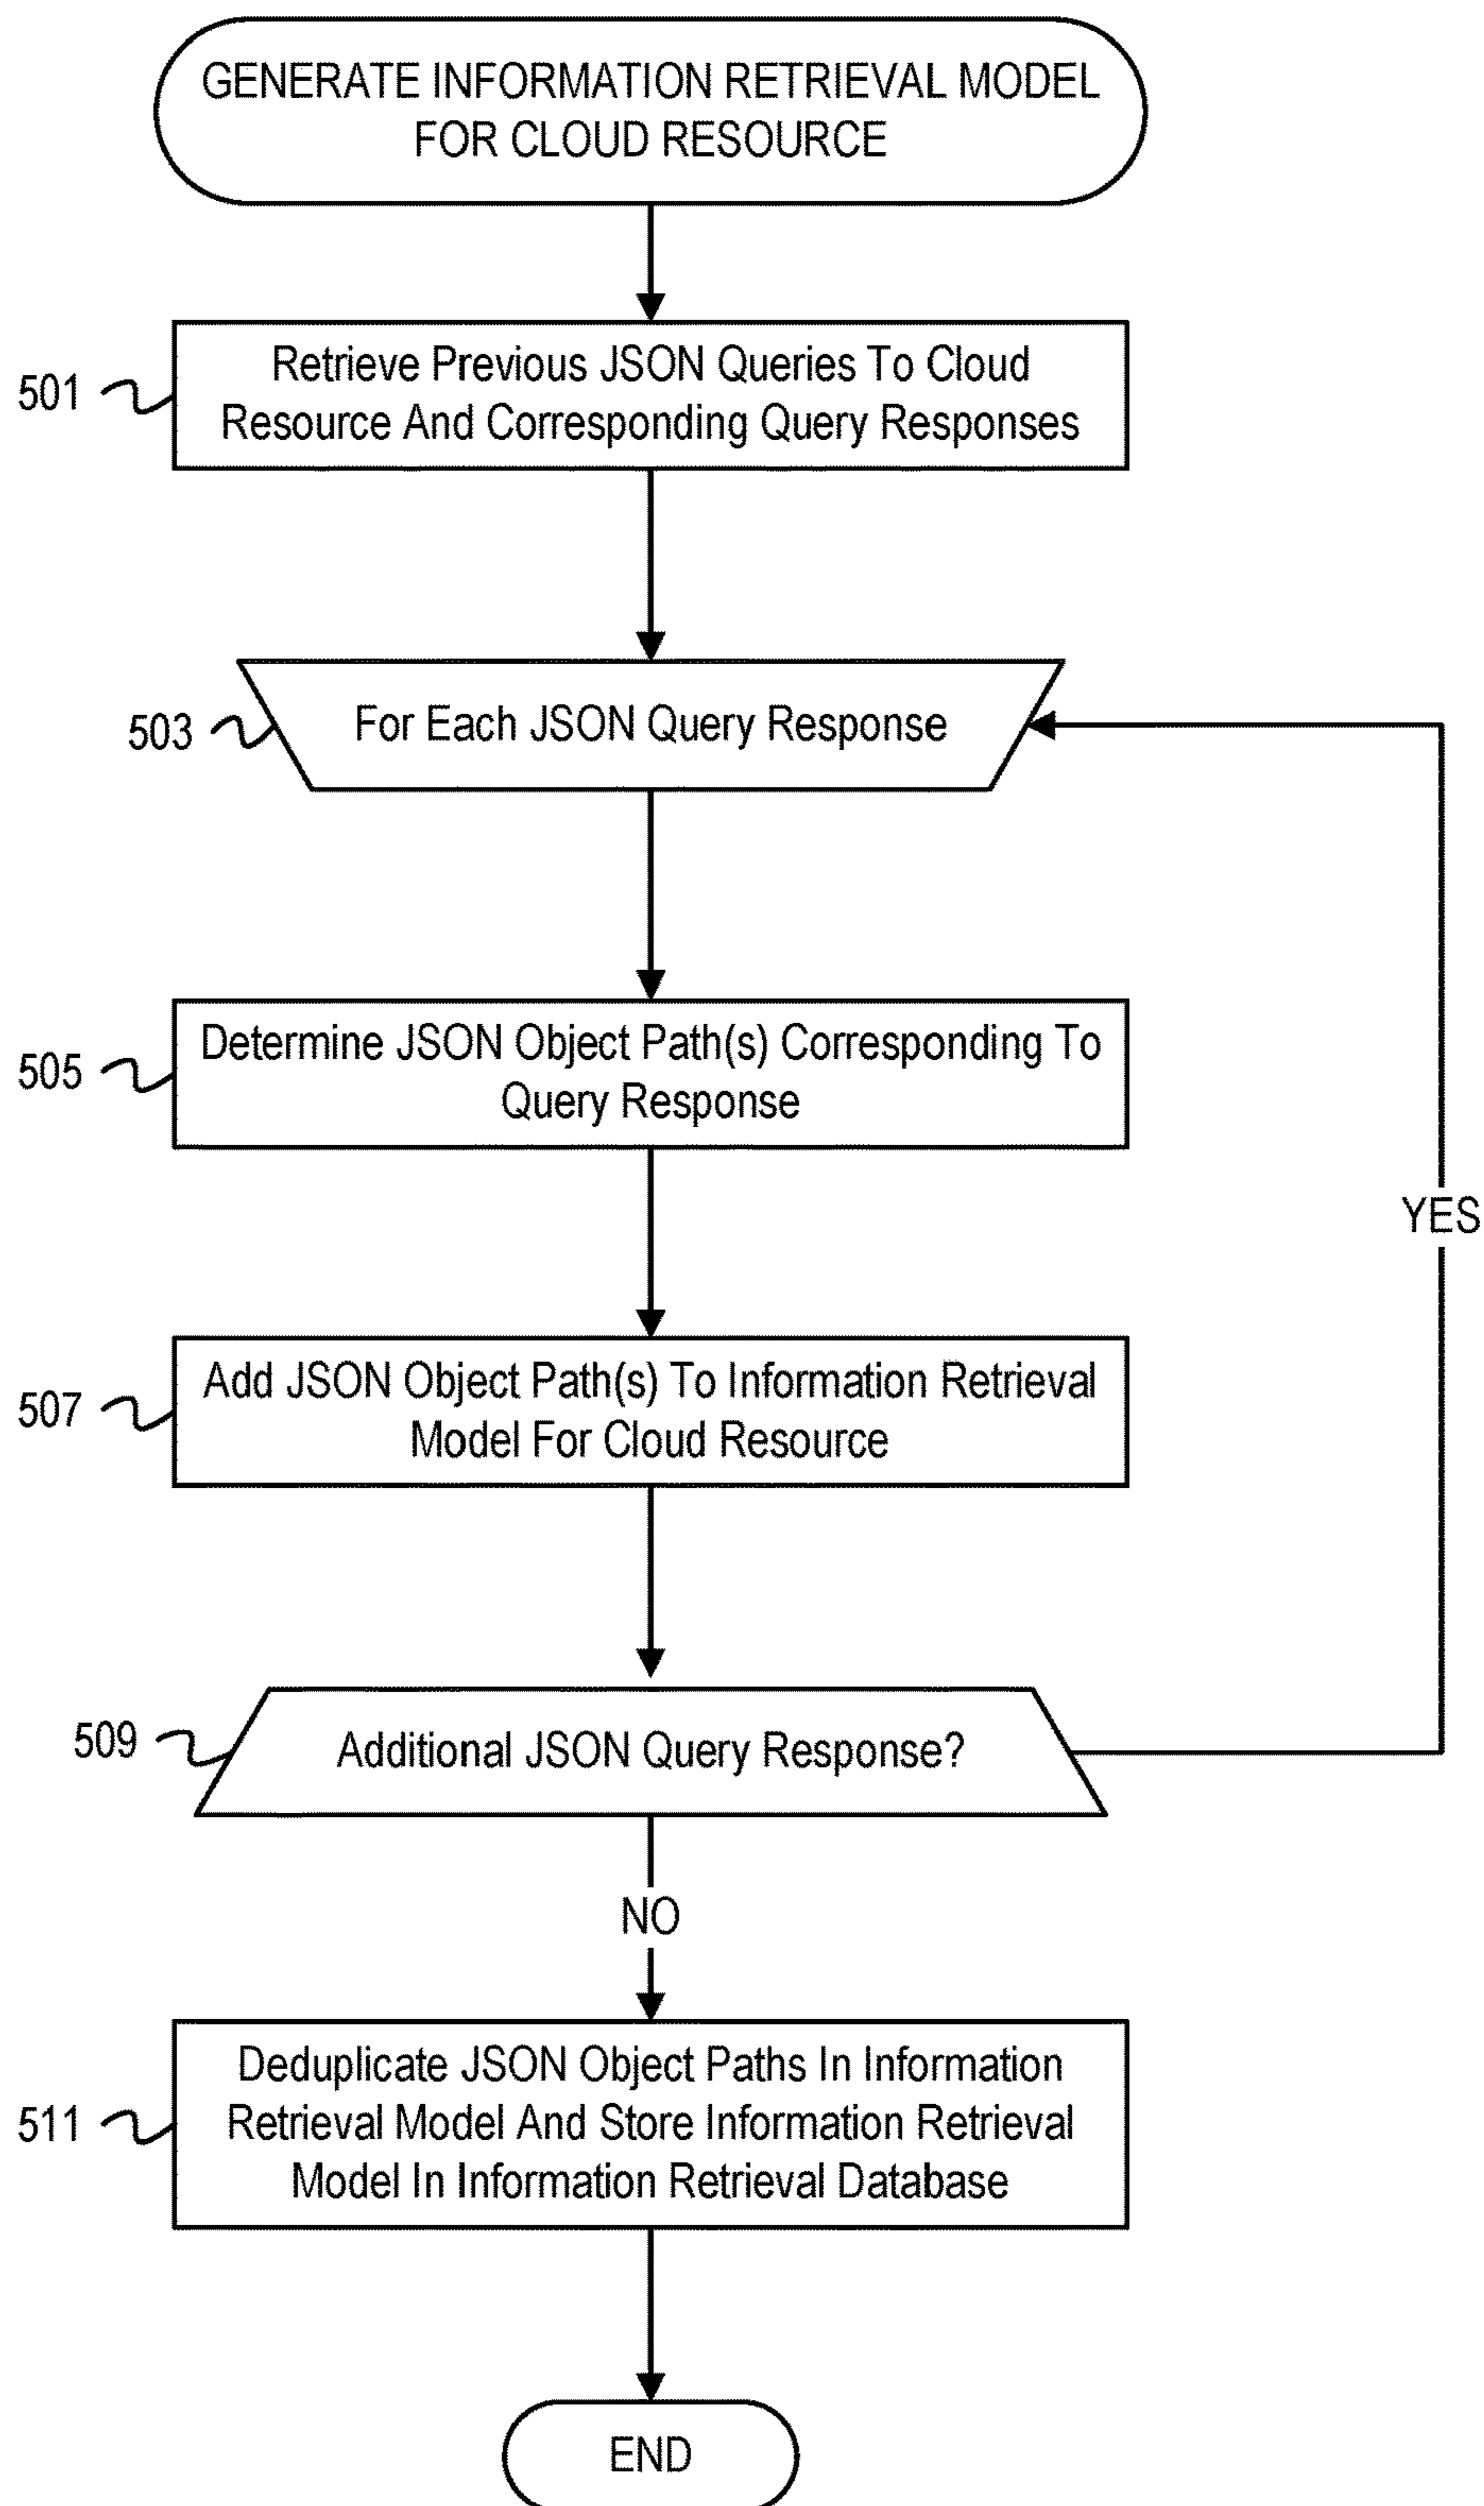 GENERATE INFORMATION RETRIEVAL MODEL
FOR CLOUD RESOURCE
501
Retrieve Previous JSON Queries To Cloud
Resource And Corresponding Query Responses
503
For Each JSON Query Response
505
Determine JSON Object Path(s) Corresponding To
Query Response
YES
507
Add JSON Object Path(s) To Information Retrieval
Model For Cloud Resource
509
Additional JSON Query Response?
NO
511
Deduplicate JSON Object Paths In Information
Retrieval Model And Store Information Retrieval
Model In Information Retrieval Database
END